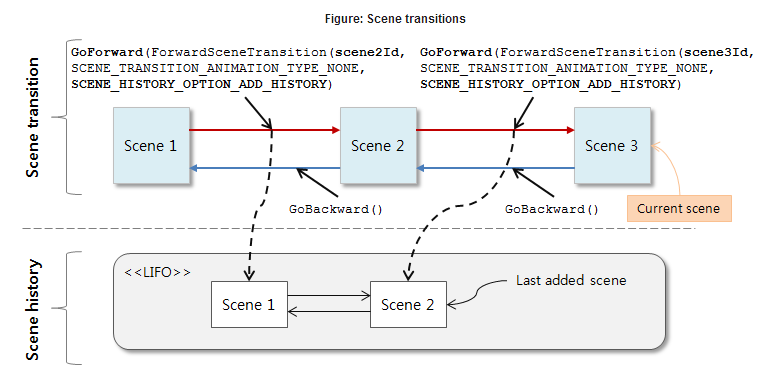 Figure: Scene transitions
Scene transition
GoForward(ForwardSceneTransition(scene2Id,
SCENE_TRANSITION_ANIMATION_TYPE_NONE,
SCENE_HISTORY_OPTION_ADD_HISTORY)
GoForward(ForwardSceneTransition(scene3Id,
SCENE_TRANSITION_ANIMATION_TYPE_NONE,
SCENE_HISTORY_OPTION_ADD_HISTORY)
Scene 1
Scene 2
Scene 3
GoBackward()
GoBackward()
Current scene
Scene history
<<LIFO>>
Scene 1
Scene 2
Last added scene